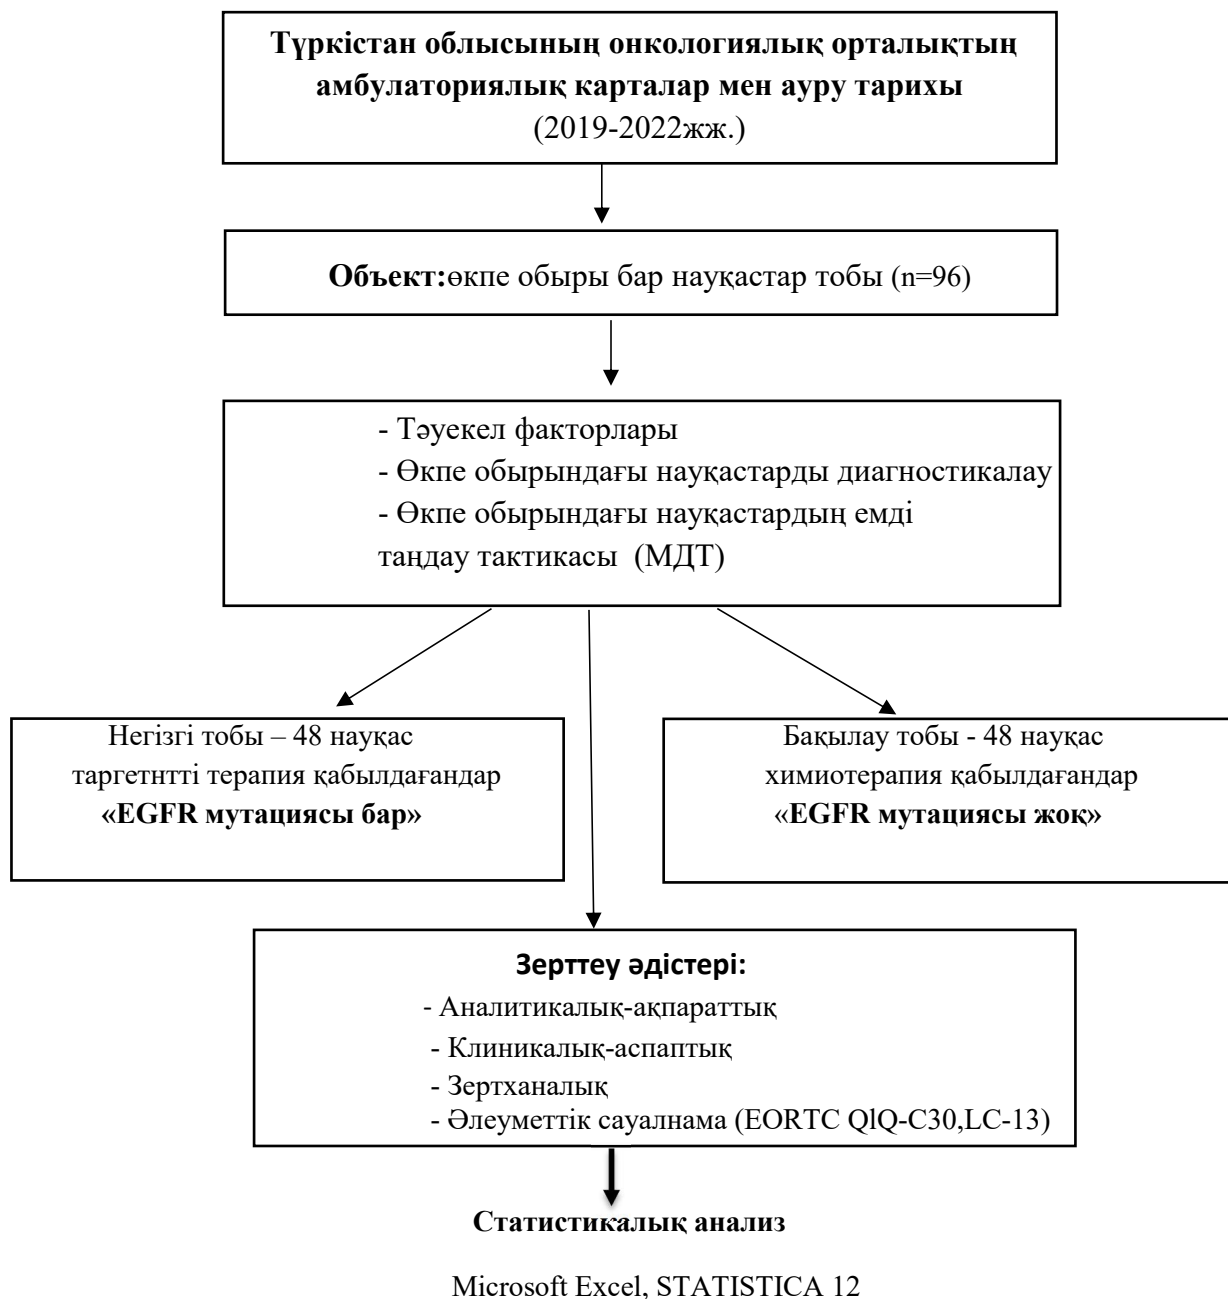 Түркістан облысының онкологиялық орталықтың
амбулаториялық карталар мен ауру тарихы
(2019-2022жж.)
Объект:өкпе обыры бар науқастар тобы (n=96)
- Тәуекел факторлары
- Өкпе обырындағы науқастарды диагностикалау
- Өкпе обырындағы науқастардың емді
таңдау тактикасы (МДТ)
Негізгі тобы – 48 науқас
таргетнтті терапия қабылдағандар
«EGFR мутациясы бар»
Бақылау тобы - 48 науқас
химиотерапия қабылдағандар
«EGFR мутациясы жоқ»
Зерттеу әдістері:
- Аналитикалық-ақпараттық
- Клиникалық-аспаптық
- Зертханалық
- Әлеуметтік сауалнама (EORTC QlQ-C30,LC-13)
Статистикалық анализ
Microsoft Excel, STATISTICA 12